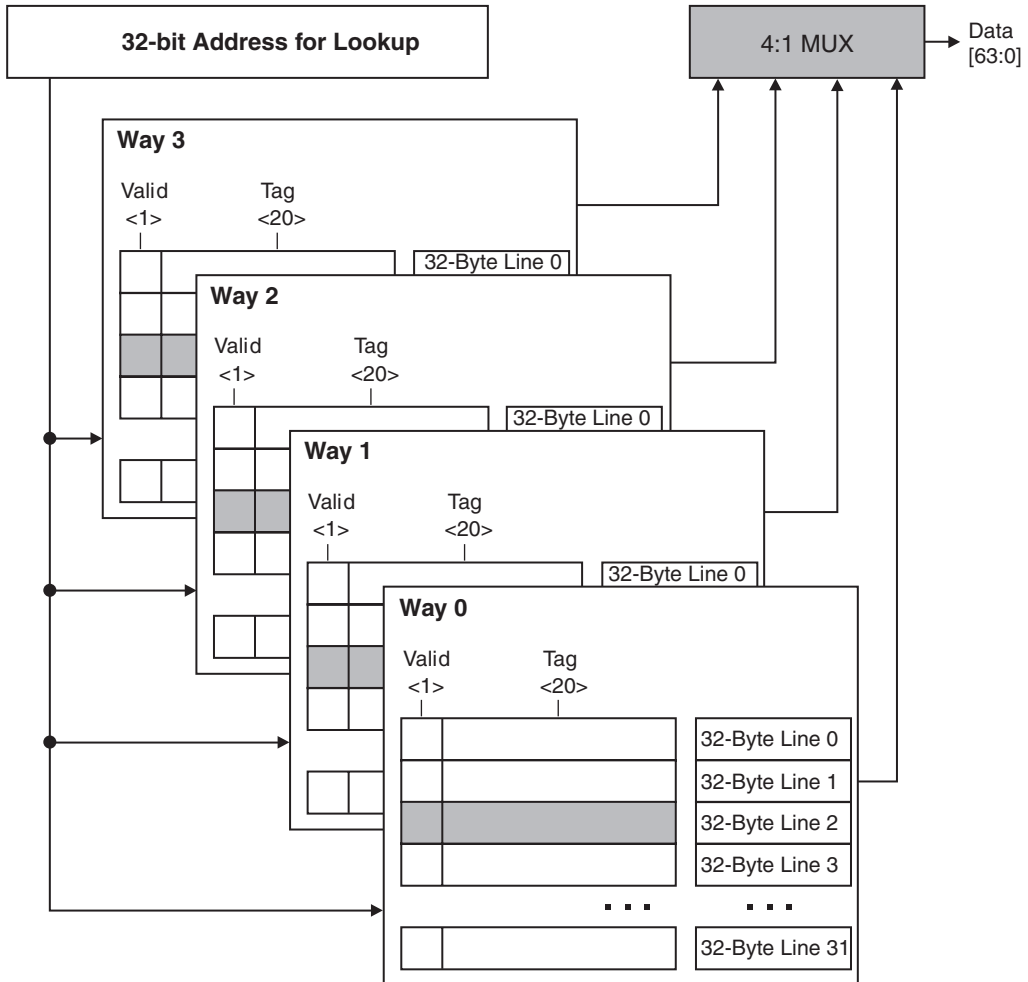 32-bit Address for Lookup
4:1 MUX
Data
[63:0]
Way 3
Valid
<1>
Tag
<20>
32-Byte Line 0
Way 2
Valid
<1>
Tag
<20>
32-Byte Line 0
Way 1
Valid
<1>
Tag
<20>
32-Byte Line 0
Way 0
Valid
<1>
Tag
<20>
32-Byte Line 0
32-Byte Line 1
32-Byte Line 2
32-Byte Line 3
. . .
. . .
32-Byte Line 31